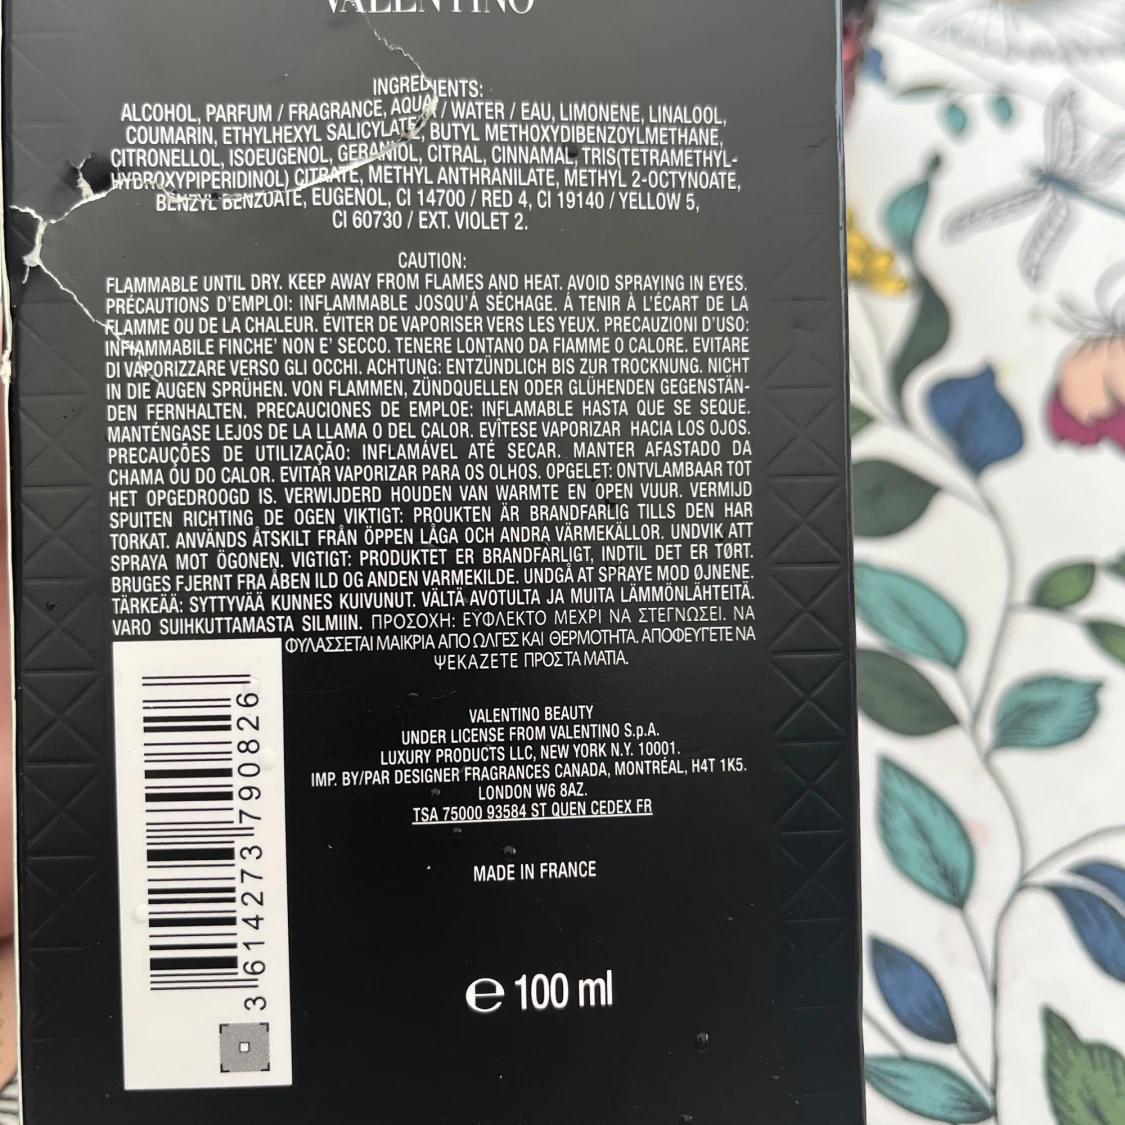 VALENTINO
INGREDIENTS:
ALCOHOL, PARFUM / FRAGRANCE, AQUA / WATER / EAU, LIMONENE, LINALOOL,
COUMARIN, ETHYLHEXYL SALICYLATE, BUTYL METHOXYDIBENZOYLMETHANE,
CITRONELLOL, ISOEUGENOL, GERANIOL, CITRAL, CINNAMAL, TRIS(TETRAMETHYL-
HYDROXYPIPERIDINOL) CITRATE, METHYL ANTHRANILATE, METHYL 2-OCTYNOATE,
BENZYL BENZOATE, EUGENOL, CI 14700 / RED 4, CI 19140 / YELLOW 5,
CI 60730 / EXT. VIOLET 2.
CAUTION:
FLAMMABLE UNTIL DRY. KEEP AWAY FROM FLAMES AND HEAT. AVOID SPRAYING IN EYES.
PRÉCAUTIONS D'EMPLOI: INFLAMMABLE JOSQU'Á SÉCHAGE. Á TENIR À L'ÉCART DE LA
FLAMME OU DE LA CHALEUR. ÉVITER DE VAPORISER VERS LES YEUX. PRECAUZIONI D'USO:
INFIAMMABILE FINCHE' NON E' SECCO. TENERE LONTANO DA FIAMME O CALORE. EVITARE
DI VAPORIZZARE VERSO GLI OCCHI. ACHTUNG: ENTZÜNDLICH BIS ZUR TROCKNUNG. NICHT
IN DIE AUGEN SPRÜHEN. VON FLAMMEN, ZÜNDQUELLEN ODER GLÜHENDEN GEGENSTÄN-
DEN FERNHALTEN. PRECAUCIONES DE EMPLOE: INFLAMABLE HASTA QUE SE SEQUE.
MANTÉNGASE LEJOS DE LA LLAMA O DEL CALOR. EVÎTESE VAPORIZAR HACIA LOS OJOS.
PRECAUÇÕES DE UTILIZAÇÃO: INFLAMÁVEL ATÉ SECAR. MANTER AFASTADO DA
CHAMA OU DO CALOR. EVITAR VAPORIZAR PARA OS OLHOS. OPGELET: ONTVLAMBAAR TOT
HET OPGEDROOGD IS. VERWIJDERD HOUDEN VAN WARMTE EN OPEN VUUR. VERMIJD
SPUITEN RICHTING DE OGEN VIKTIGT: PROUKTEN ÄR BRANDFARLIG TILLS DEN HAR
TORKAT. ANVÄNDS ÅTSKILT FRÅN ÖPPEN LÅGA OCH ANDRA VÄRMEKÄLLOR. UNDVIK ATT
SPRAYA MOT ÖGONEN. VIGTIGT: PRODUKTET ER BRANDFARLIGT, INDTIL DET ER TØRT.
BRUGES FJERNT FRA ÅBEN ILD OG ANDEN VARMEKILDE. UNDGÅ AT SPRAYE MOD ØJNENE.
TÄRKEÄÄ: SYTTYVÄÄ KUNNES KUIVUNUT. VÄLTÄ AVOTULTA JA MUITA LÄMMÖNLÄHTEITÄ.
VARO SUIHKUTTAMASTA SILMIIN. ΠΡΟΣΟΧΗ: ΕΥΦΛΕΚΤΟ ΜΕΧΡΙ ΝΑ ΣΤΕΓΝΩΣΕΙ. ΝΑ
ΦΥΛΑΣΣΕΤΑΙ ΜΑΙΚΡΙΑ ΑΠΟ ΩΛΓΕΣ ΚΑΙ ΘΕΡΜΟΤΗΤΑ. ΑΠΟΦΕΥΓΕΤΕ ΝΑ
ΨΕΚΑΖΕΤΕ ΠΡΟΣ ΤΑ ΜΑΤΙΑ.
VALENTINO BEAUTY
UNDER LICENSE FROM VALENTINO S.p.A.
LUXURY PRODUCTS LLC, NEW YORK N.Y. 10001.
IMP. BY/PAR DESIGNER FRAGRANCES CANADA, MONTRÉAL, H4T 1K5.
LONDON W6 8AZ.
TSA 75000 93584 ST QUEN CEDEX FR
MADE IN FRANCE
℮ 100 ml
3 614273 790826